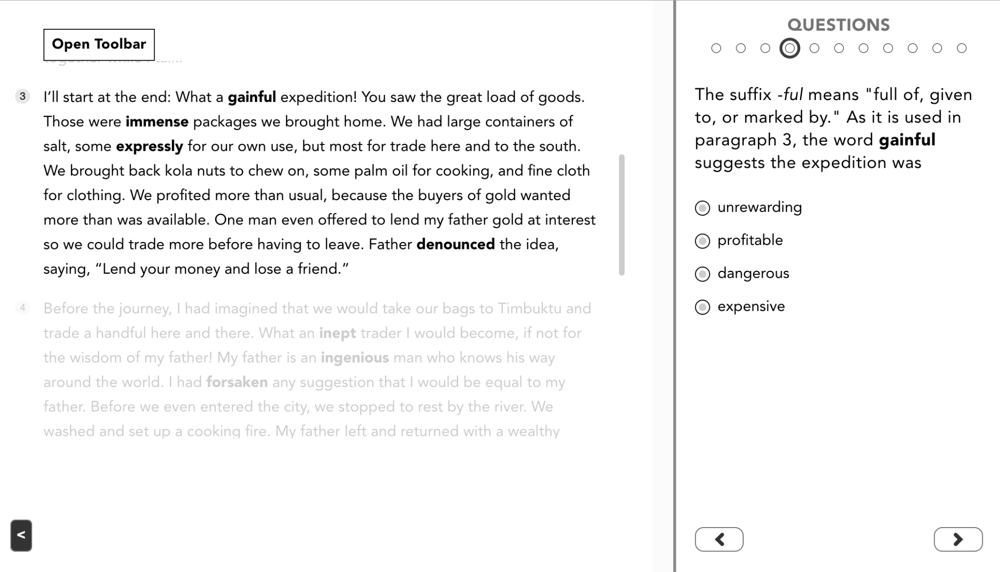 Open Toolbar
3
I’ll start at the end: What a gainful expedition! You saw the great load of goods.
Those were immense packages we brought home. We had large containers of
salt, some expressly for our own use, but most for trade here and to the south.
We brought back kola nuts to chew on, some palm oil for cooking, and fine cloth
for clothing. We profited more than usual, because the buyers of gold wanted
more than was available. One man even offered to lend my father gold at interest
so we could trade more before having to leave. Father denounced the idea,
saying, “Lend your money and lose a friend.”
4
Before the journey, I had imagined that we would take our bags to Timbuktu and
trade a handful here and there. What an inept trader I would become, if not for
the wisdom of my father! My father is an ingenious man who knows his way
around the world. I had forsaken any suggestion that I would be equal to my
father. Before we even entered the city, we stopped to rest by the river. We
washed and set up a cooking fire. My father left and returned with a wealthy
<
QUESTIONS
The suffix -ful means "full of, given
to, or marked by." As it is used in
paragraph 3, the word gainful
suggests the expedition was
unrewarding
profitable
dangerous
expensive